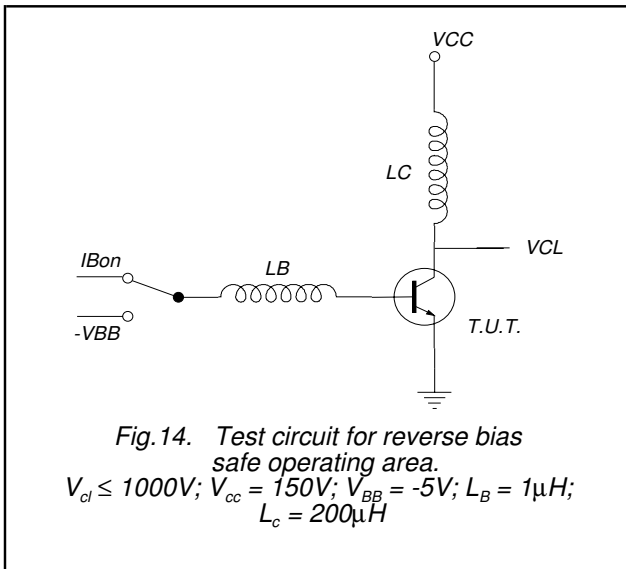 VCC
LC
IBon
LB
VCL
-VBB
T.U.T.
Fig.14. Test circuit for reverse bias
safe operating area.
Vcl ≤ 1000V; Vcc = 150V; VBB = -5V; LB = 1μH;
Lc = 200μH